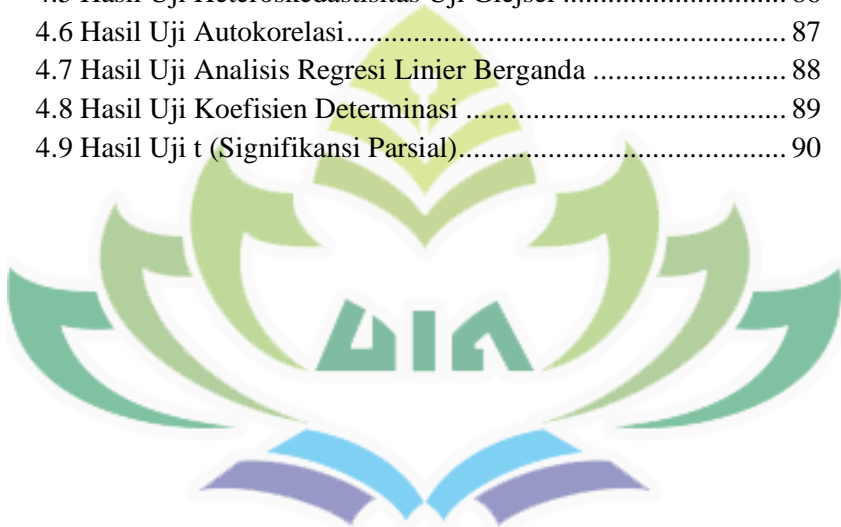 4.6 Hasil Uji Autokorelasi............................................................ 87
4.7 Hasil Uji Analisis Regresi Linier Berganda .......................... 88
4.8 Hasil Uji Koefisien Determinasi ........................................... 89
4.9 Hasil Uji t (Signifikansi Parsial)............................................ 90
UIN